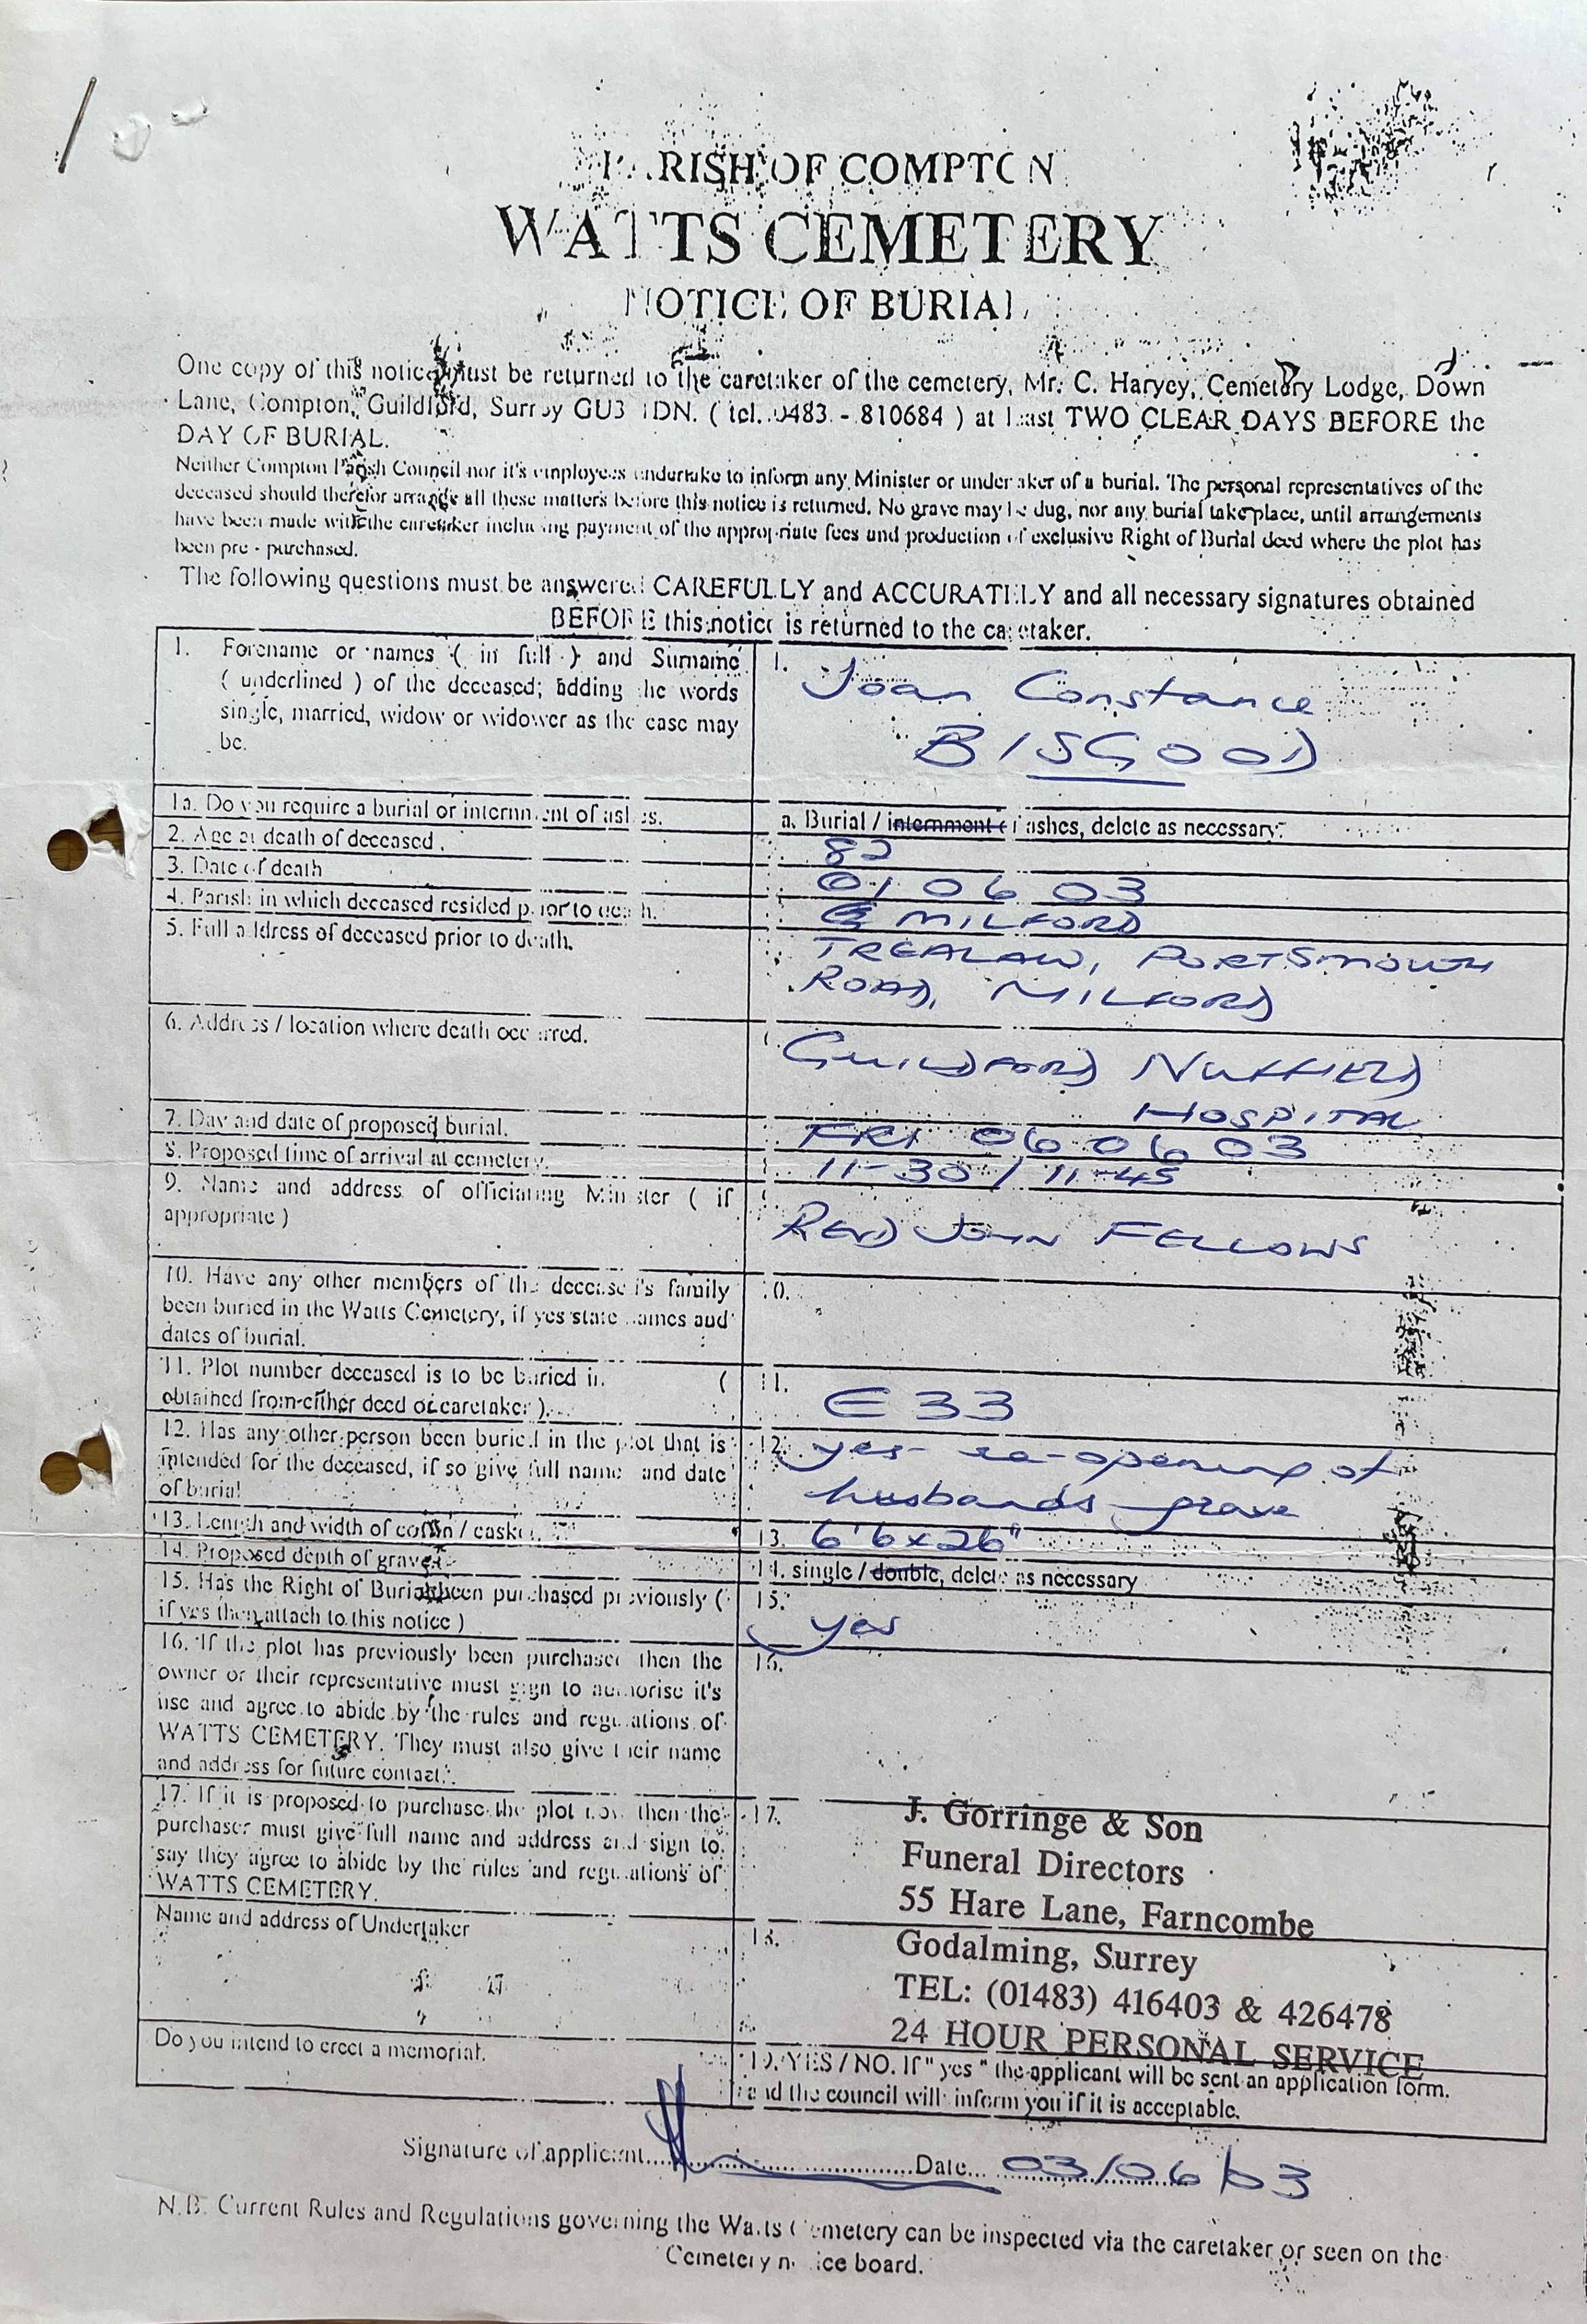 PARISH OF COMPTON
WATTS CEMETERY
NOTICE OF BURIAL
One copy of this notice must be returned to the caretaker of the cemetery, Mr. C. Harvey, Cemetery Lodge, Down
Lane, Compton, Guildford, Surrey GU3 1DN. ( tel. 0483 - 810684 ) at least TWO CLEAR DAYS BEFORE the
DAY OF BURIAL.
Neither Compton Parish Council nor it's employees undertake to inform any Minister or undertaker of a burial. The personal representatives of the
deceased should therefor arrange all these matters before this notice is returned. No grave may be dug, nor any burial take place, until arrangements
have been made with the caretaker including payment of the appropriate fees and production of exclusive Right of Burial deed where the plot has
been pre - purchased.
The following questions must be answered CAREFULLY and ACCURATELY and all necessary signatures obtained
BEFORE this notice is returned to the caretaker.
1. Forename or names ( in full ) and Surname
( underlined ) of the deceased; adding the words
single, married, widow or widower as the case may
be.
1. Joan Constance
BISGOOD
1a. Do you require a burial or internment of ashes.
a. Burial / internment of ashes, delete as necessary.
2. Age at death of deceased.
82
3. Date of death
01 06 03
4. Parish in which deceased resided prior to death.
MILFORD
5. Full address of deceased prior to death.
TREALAW, PORTSMOUTH
ROAD, MILFORD
6. Address / location where death occurred.
GUILDFORD NUFFIELD
HOSPITAL
7. Day and date of proposed burial.
FRI 06 06 03
8. Proposed time of arrival at cemetery.
11-30 / 11-45
9. Name and address of officiating Minister ( if
appropriate )
REVD JOHN FELLOWS
10. Have any other members of the deceased's family
been buried in the Watts Cemetery, if yes state names and
dates of burial.
10.
11. Plot number deceased is to be buried in (
obtained from either deed or caretaker ).
11.
E 33
12. Has any other person been buried in the plot that is
intended for the deceased, if so give full name and date
of burial
12. yes - re-opening of
husbands grave
13. Length and width of coffin / casket.
13. 6'6 x 26"
14. Proposed depth of grave.
14. single / double, delete as necessary
15. Has the Right of Burial been purchased previously (
if yes then attach to this notice )
15.
yes
16. If the plot has previously been purchased then the
owner or their representative must sign to authorise it's
use and agree to abide by the rules and regulations of
WATTS CEMETERY. They must also give their name
and address for future contact.
16.
17. If it is proposed to purchase the plot now then the
purchaser must give full name and address and sign to
say they agree to abide by the rules and regulations of
WATTS CEMETERY.
17.
Name and address of Undertaker
18.
J. Gorringe & Son
Funeral Directors
55 Hare Lane, Farncombe
Godalming, Surrey
TEL: (01483) 416403 & 426478
24 HOUR PERSONAL SERVICE
Do you intend to erect a memorial.
19. YES / NO. If " yes " the applicant will be sent an application form.
and the council will inform you if it is acceptable.
Signature of applicant.......................Date... 03/06/03
N.B. Current Rules and Regulations governing the Watts Cemetery can be inspected via the caretaker or seen on the
Cemetery notice board.